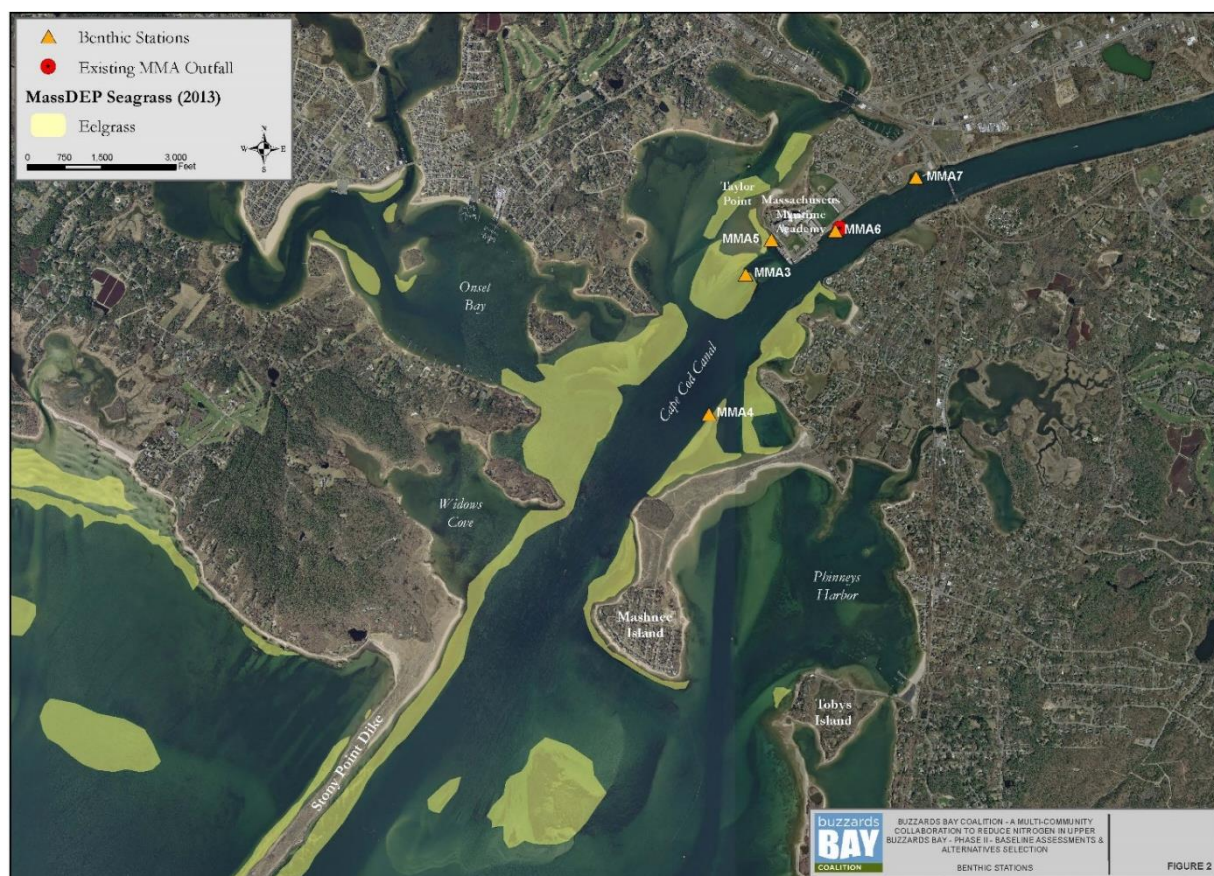 Benthic Stations
Existing MMA Outfall
MassDEP Seagrass (2013)
Eelgrass
N
W E
S
0 750 1,500 3,000
Feet
Taylor
Point
Massachusetts
Maritime
Academy
MMA7
MMA6
MMA5
MMA3
Onset
Bay
Cape Cod Canal
MMA4
Widows
Cove
Phinneys
Harbor
Mashnee
Island
Tobys
Island
Stony Point Dike
buzzards
BAY
COALITION
BUZZARDS BAY COALITION - A MULTI-COMMUNITY
COLLABORATION TO REDUCE NITROGEN IN UPPER
BUZZARDS BAY - PHASE II - BASELINE ASSESSMENTS &
ALTERNATIVES SELECTION
BENTHIC STATIONS
FIGURE 2